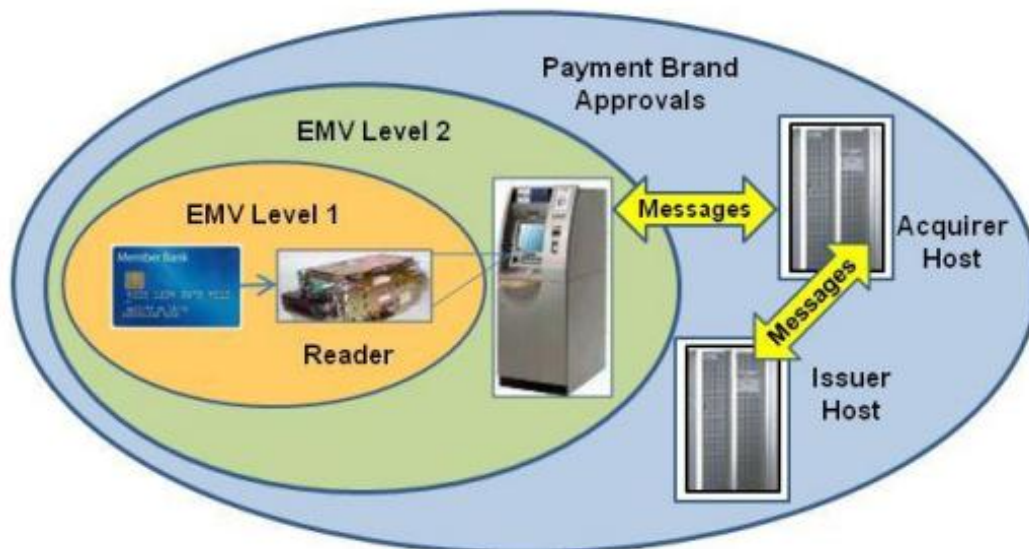 Payment Brand
Approvals
EMV Level 2
EMV Level 1
Messages
Acquirer
Host
Member Bank
Messages
Reader
Issuer
Host